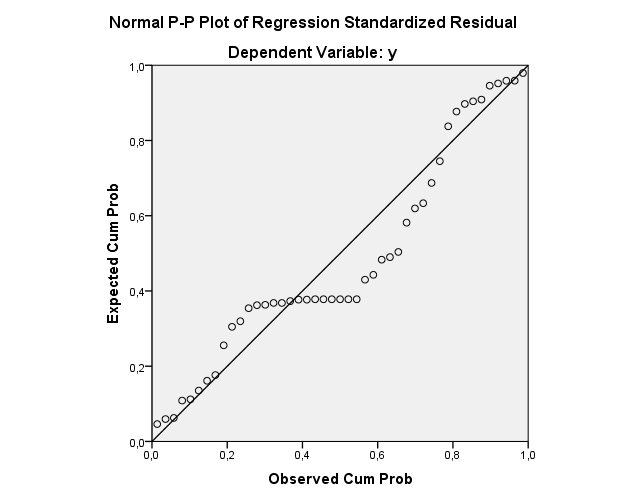 Normal P-P Plot of Regression Standardized Residual
Dependent Variable: y
Expected Cum Prob
1,0
0,8
0,6
0,4
0,2
0,0
0,0 0,2 0,4 0,6 0,8 1,0
Observed Cum Prob